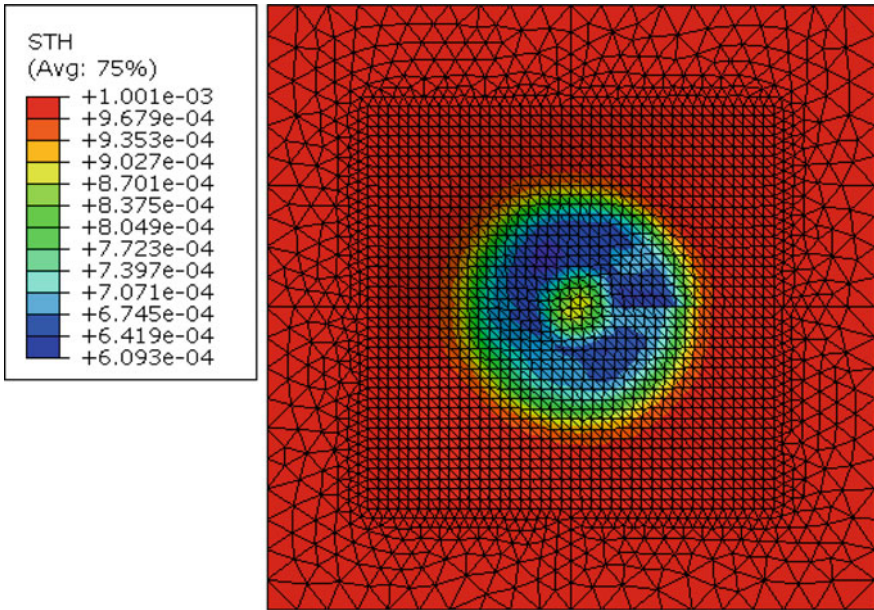 STH
(Avg: 75%)
+1.001e-03
+9.679e-04
+9.353e-04
+9.027e-04
+8.701e-04
+8.375e-04
+8.049e-04
+7.723e-04
+7.397e-04
+7.071e-04
+6.745e-04
+6.419e-04
+6.093e-04